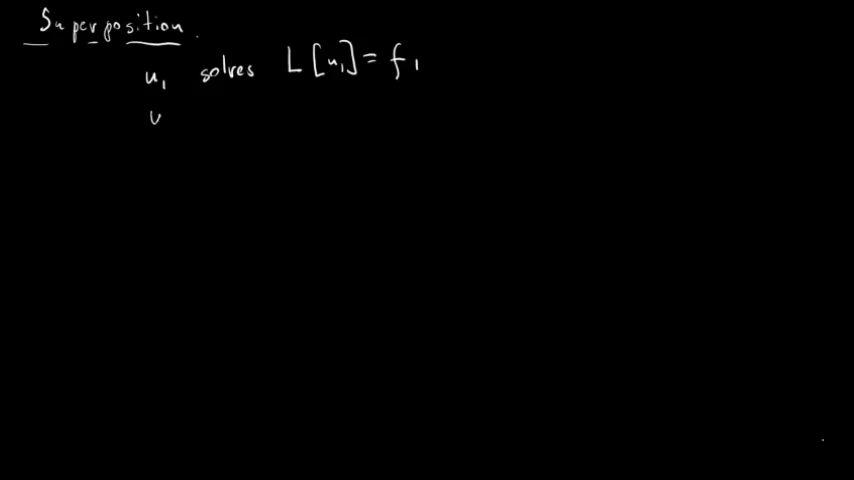 Superposition.
u₁ solves L[u₁] = f₁
u